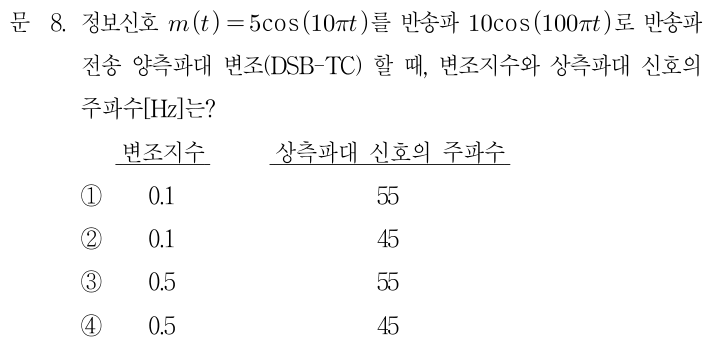 문 8. 정보신호 m(t)=5cos(10πt)를 반송파 10cos(100πt)로 반송파
전송 양측파대 변조(DSB-TC) 할 때, 변조지수와 상측파대 신호의
주파수[Hz]는?
변조지수 상측파대 신호의 주파수
① 0.1 55
② 0.1 45
③ 0.5 55
④ 0.5 45